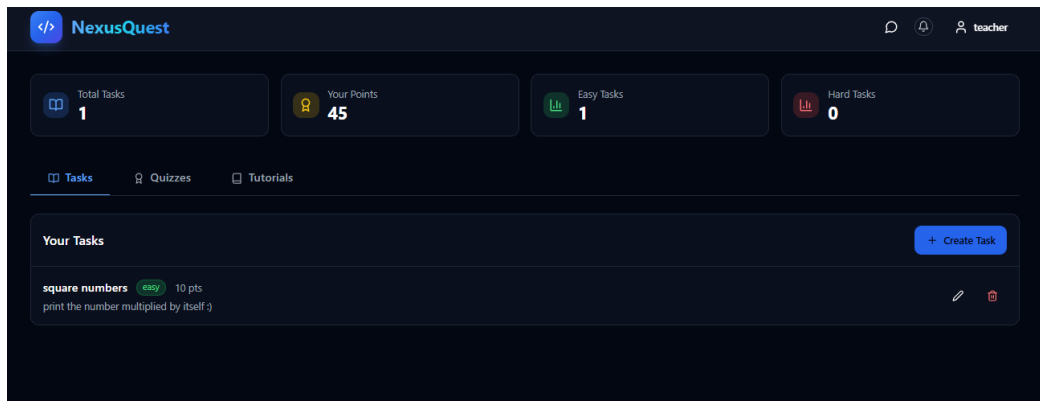 </> NexusQuest
teacher
Total Tasks
1
Your Points
45
Easy Tasks
1
Hard Tasks
0
Tasks
Quizzes
Tutorials
Your Tasks
+ Create Task
square numbers easy 10 pts
print the number multiplied by itself :)